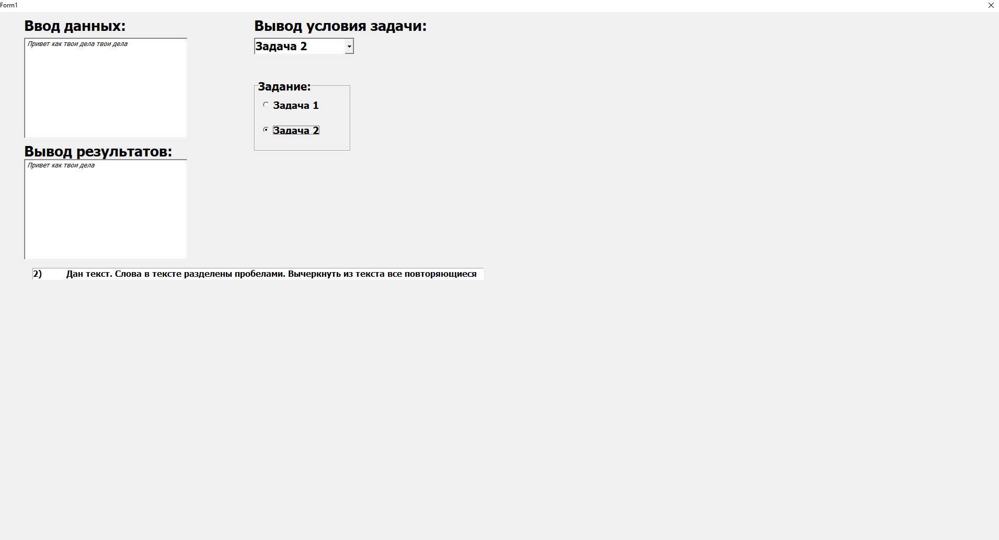 Form1
Ввод данных:
Привет как твои дела твои дела
Вывод результатов:
Привет как твои дела
Вывод условия задачи:
Задача 2
Задание:
Задача 1
Задача 2
2) Дан текст. Слова в тексте разделены пробелами. Вычеркнуть из текста все повторяющиеся